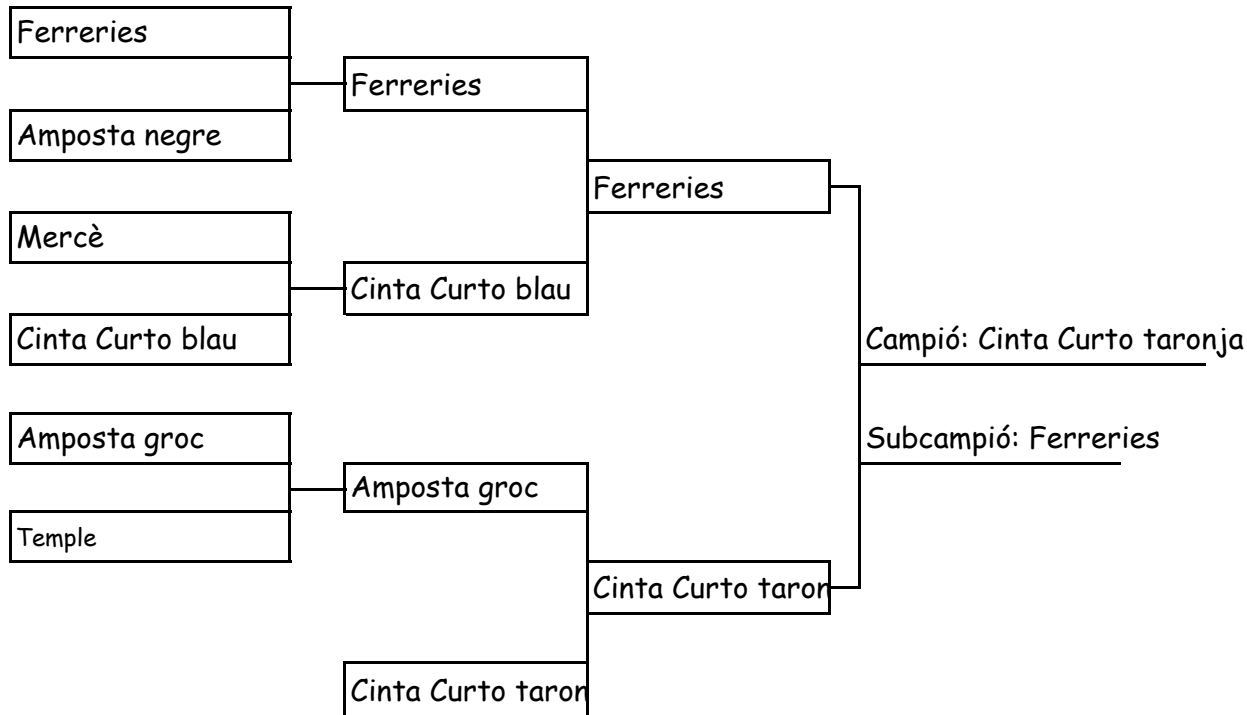 Ferreries
Ferreries
Amposta negre
Ferreries
Mercè
Cinta Curto blau
Cinta Curto blau
Campió: Cinta Curto taronja
Amposta groc
Subcampió: Ferreries
Amposta groc
Temple
Cinta Curto taron
Cinta Curto taron